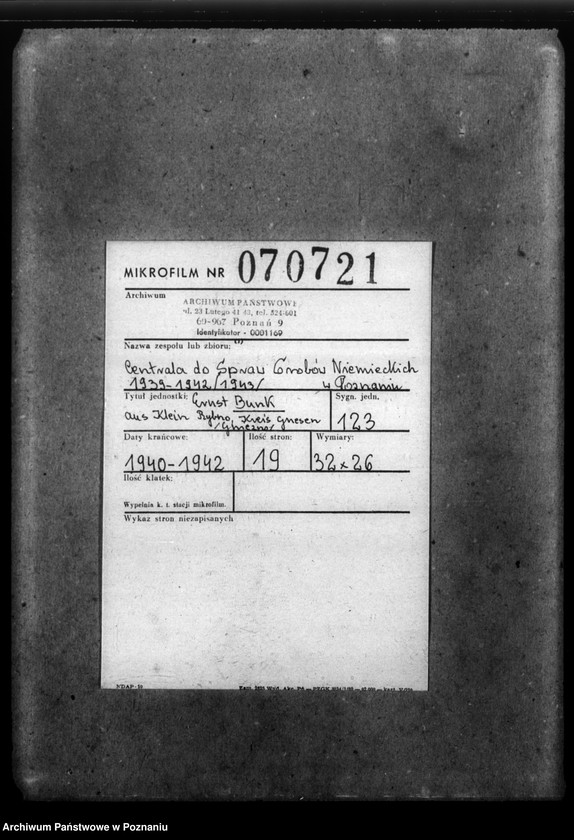 MIKROFILM NR 070721
Archiwum
ARCHIWUM PAŃSTWOWE
ul. 23 Lutego 41/43, tel. 524-601
60-967 Poznań 9
Identyfikator - 0001169
Nazwa zespołu lub zbioru:
Centrala do Spraw Grobów Niemieckich
1939-1942/1943/ w Poznaniu
Tytuł jednostki: Ernst Bunk
Sygn. jedn.
aus Klein Rybno, Kreis Gnesen
/Gniezno/
123
Daty krańcowe: Ilość stron: Wymiary:
1940-1942 19 32x26
Ilość klatek:
Wypełnia k. t. stacji mikrofilm.
Wykaz stron niezapisanych
Archiwum Państwowe w Poznaniu